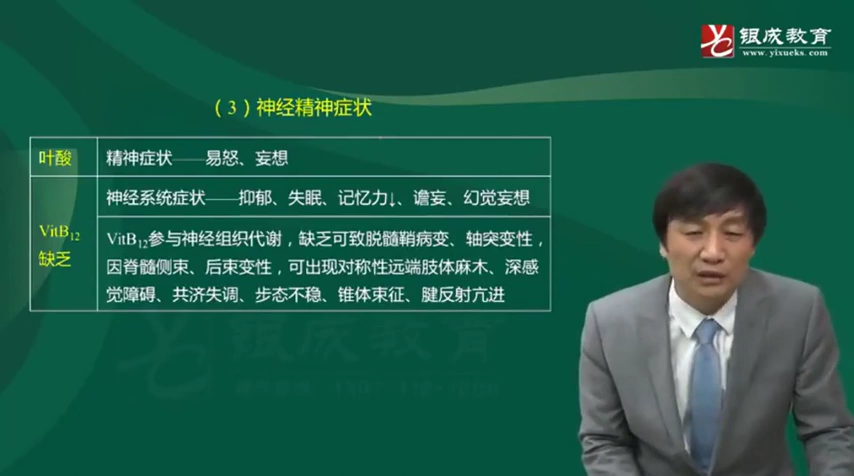 银成教育
www.yixueks.com
（3）神经精神症状
叶酸
精神症状——易怒、妄想
VitB12
缺乏
神经系统症状——抑郁、失眠、记忆力↓、谵妄、幻觉妄想
VitB12参与神经组织代谢，缺乏可致脱髓鞘病变、轴突变性，
因脊髓侧束、后束变性，可出现对称性远端肢体麻木、深感
觉障碍、共济失调、步态不稳、锥体束征、腱反射亢进
银成教育